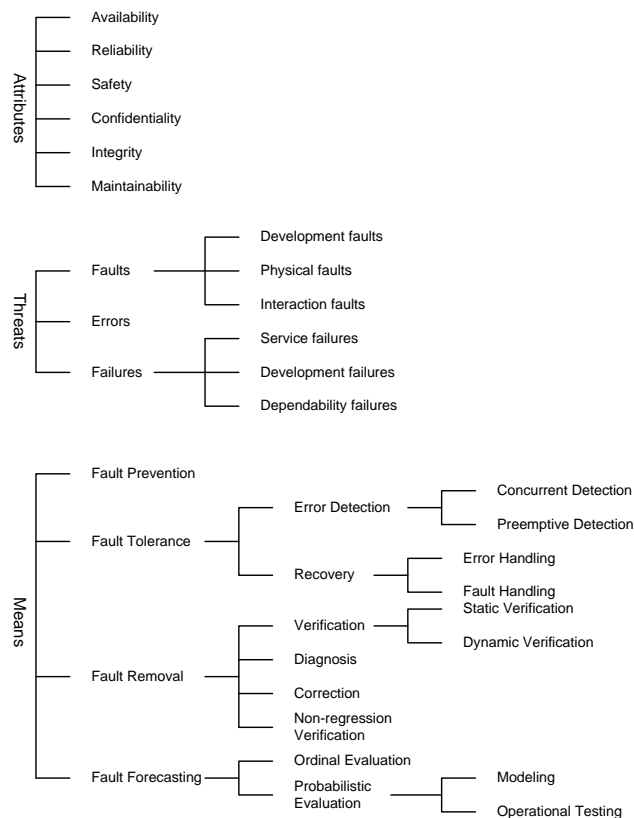 Attributes
Availability
Reliability
Safety
Confidentiality
Integrity
Maintainability
Threats
Faults
Development faults
Physical faults
Interaction faults
Errors
Failures
Service failures
Development failures
Dependability failures
Means
Fault Prevention
Fault Tolerance
Error Detection
Concurrent Detection
Preemptive Detection
Recovery
Error Handling
Fault Handling
Fault Removal
Verification
Static Verification
Dynamic Verification
Diagnosis
Correction
Non-regression
Verification
Fault Forecasting
Ordinal Evaluation
Probabilistic
Evaluation
Modeling
Operational Testing